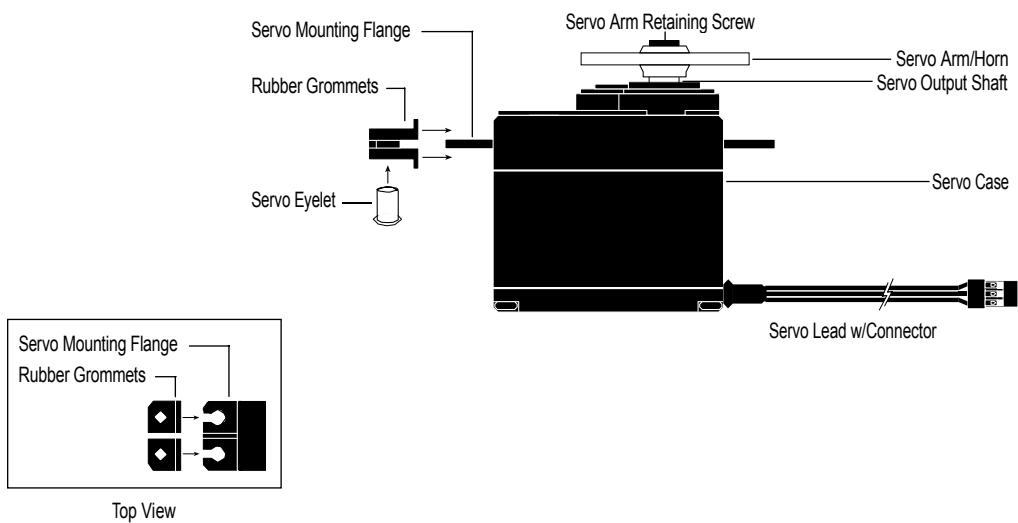 Servo Arm Retaining Screw
Servo Mounting Flange
Servo Arm/Horn
Rubber Grommets
Servo Output Shaft
Servo Eyelet
Servo Case
Servo Lead w/Connector
Servo Mounting Flange
Rubber Grommets
Top View